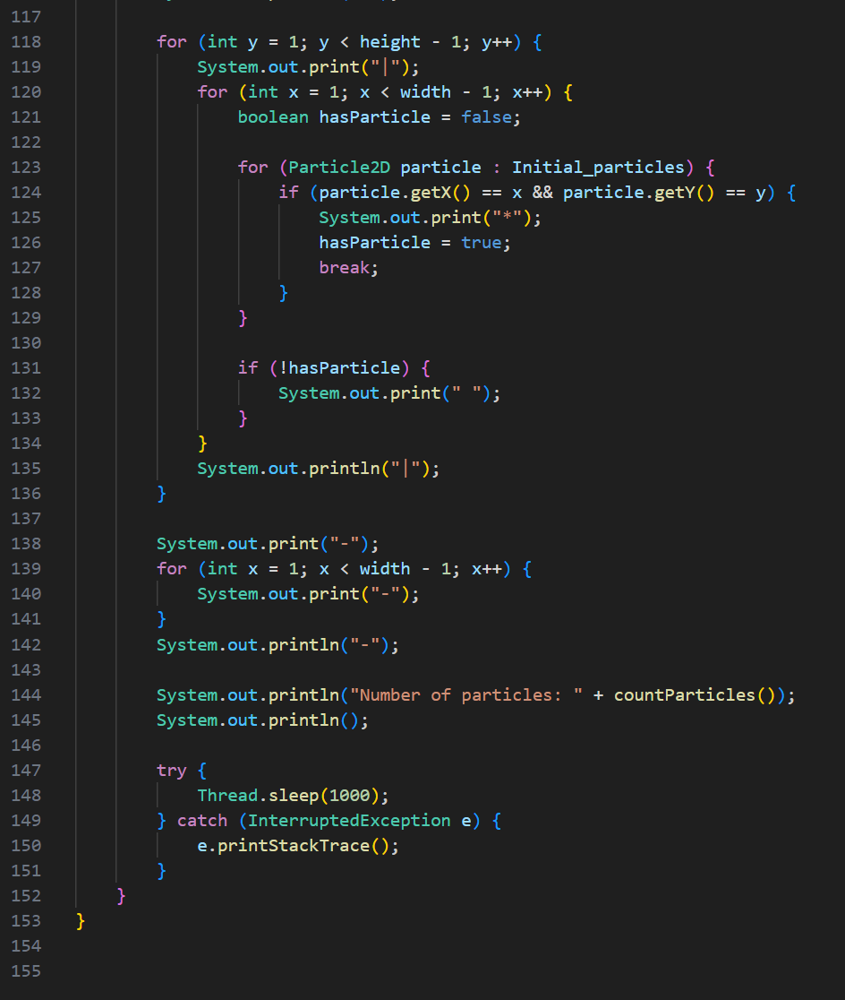 117
118 for (int y = 1; y < height - 1; y++) {
119 System.out.print("|");
120 for (int x = 1; x < width - 1; x++) {
121 boolean hasParticle = false;
122
123 for (Particle2D particle : Initial_particles) {
124 if (particle.getX() == x && particle.getY() == y) {
125 System.out.print("*");
126 hasParticle = true;
127 break;
128 }
129 }
130
131 if (!hasParticle) {
132 System.out.print(" ");
133 }
134 }
135 System.out.println("|");
136 }
137
138 System.out.print("-");
139 for (int x = 1; x < width - 1; x++) {
140 System.out.print("-");
141 }
142 System.out.println("-");
143
144 System.out.println("Number of particles: " + countParticles());
145 System.out.println();
146
147 try {
148 Thread.sleep(1000);
149 } catch (InterruptedException e) {
150 e.printStackTrace();
151 }
152 }
153 }
154
155